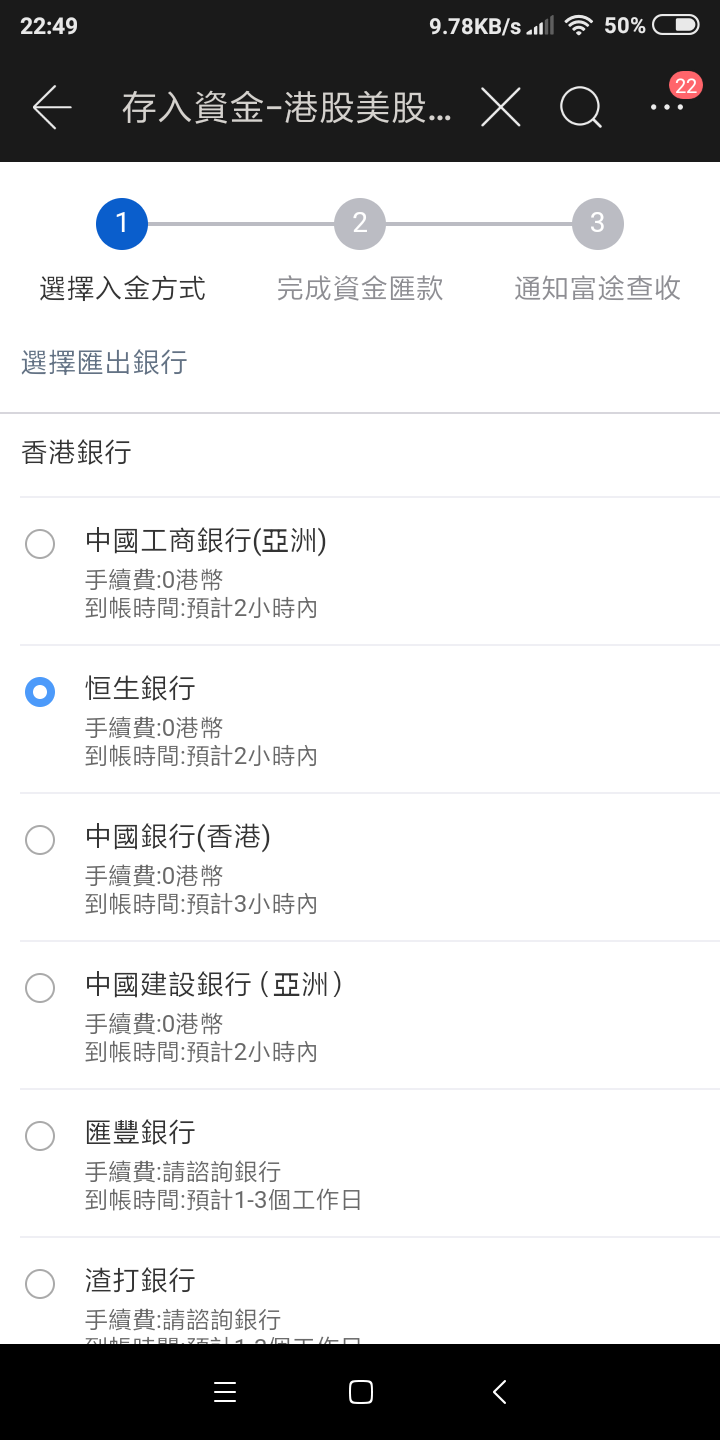 22:49
9.78KB/s
50%
存入資金-港股美股...
22
1
2
3
選擇入金方式
完成資金匯款
通知富途查收
選擇匯出銀行
香港銀行
中國工商銀行(亞洲)
手續費:0港幣
到帳時間:預計2小時內
恒生銀行
手續費:0港幣
到帳時間:預計2小時內
中國銀行(香港)
手續費:0港幣
到帳時間:預計3小時內
中國建設銀行（亞洲）
手續費:0港幣
到帳時間:預計2小時內
匯豐銀行
手續費:請諮詢銀行
到帳時間:預計1-3個工作日
渣打銀行
手續費:請諮詢銀行